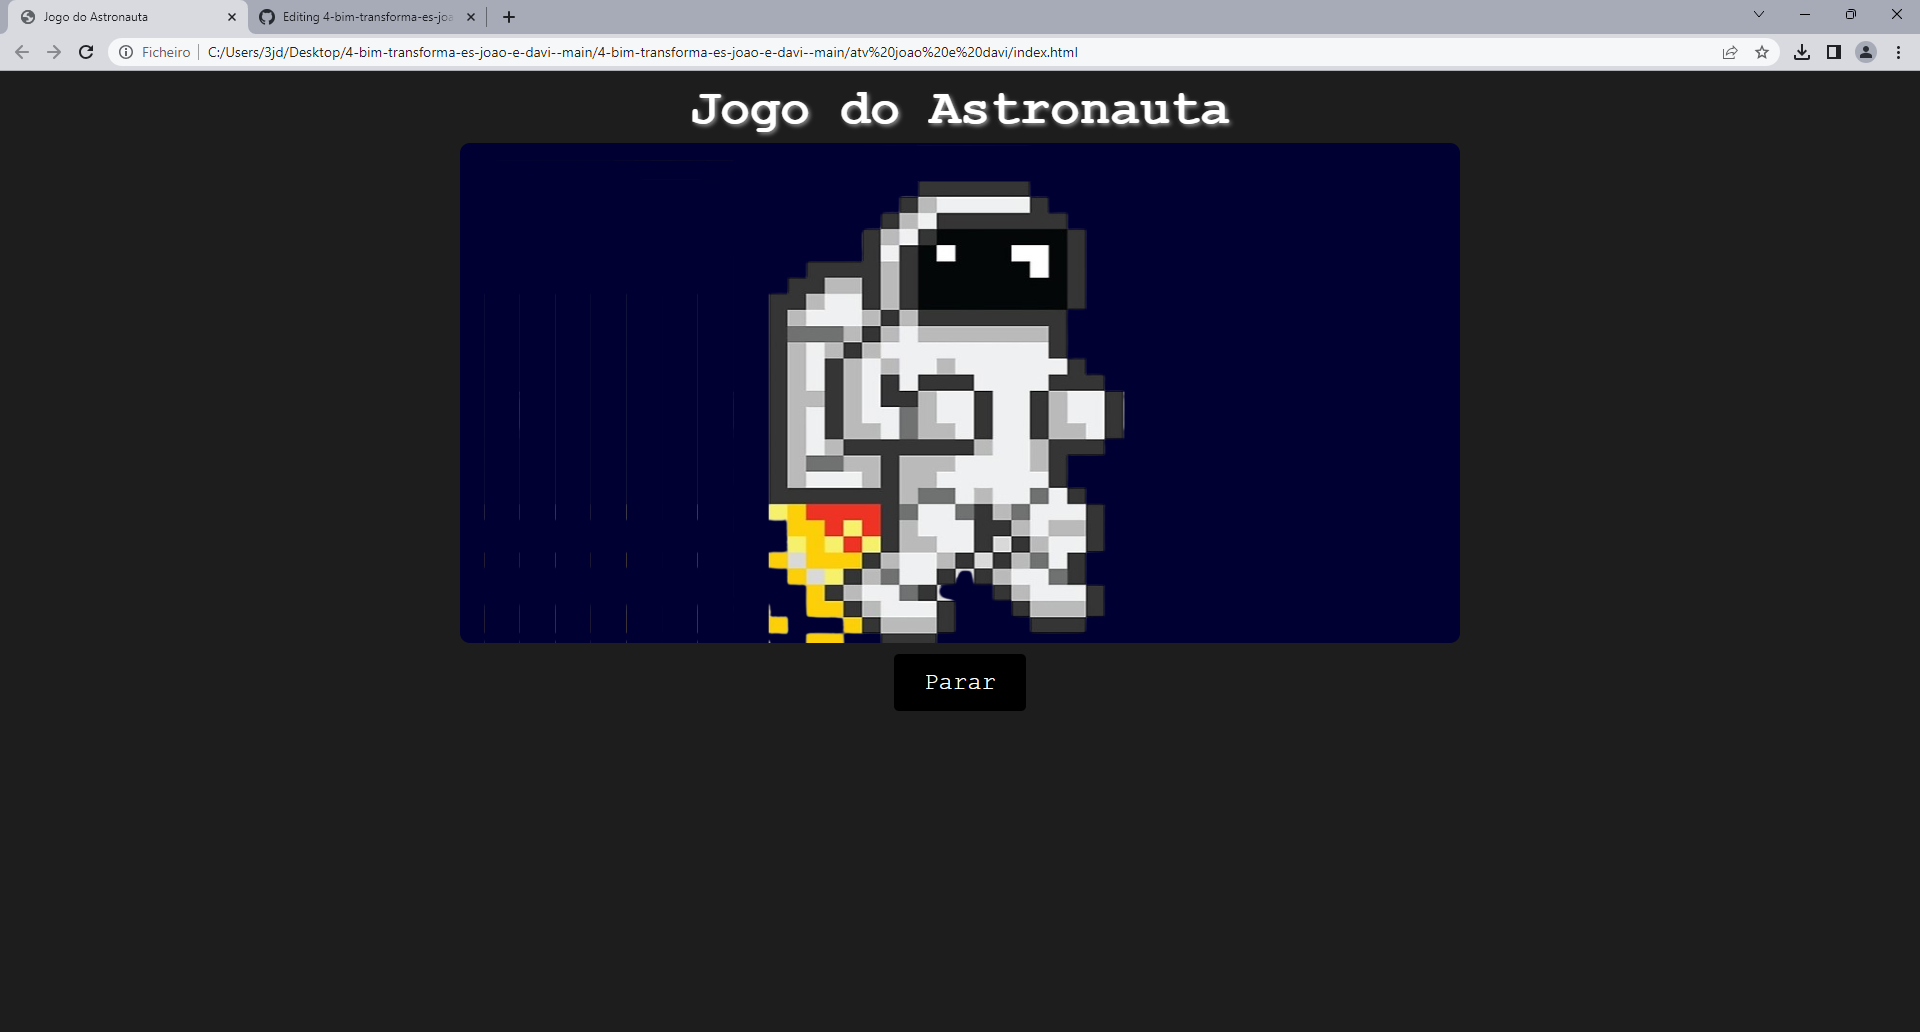 Jogo do Astronauta
Editing 4-bim-transforma-es-joa
Ficheiro
C:/Users/3jd/Desktop/4-bim-transforma-es-joao-e-davi--main/4-bim-transforma-es-joao-e-davi--main/atv%20joao%20e%20davi/index.html
Jogo do Astronauta
Parar